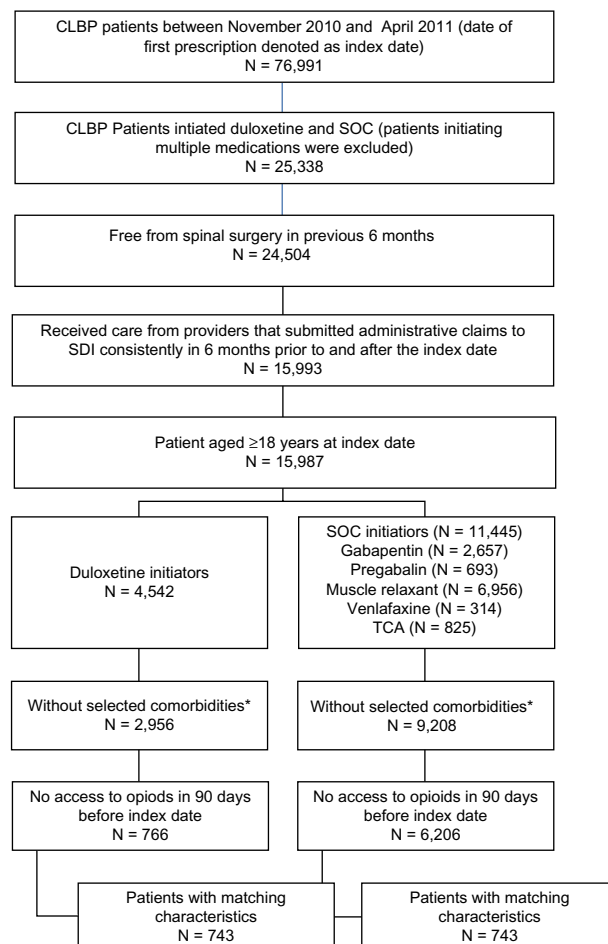 CLBP patients between November 2010 and April 2011 (date of
first prescription denoted as index date)
N = 76,991
CLBP Patients intiated duloxetine and SOC (patients initiating
multiple medications were excluded)
N = 25,338
Free from spinal surgery in previous 6 months
N = 24,504
Received care from providers that submitted administrative claims to
SDI consistently in 6 months prior to and after the index date
N = 15,993
Patient aged ≥18 years at index date
N = 15,987
Duloxetine initiators
N = 4,542
SOC initiatiors (N = 11,445)
Gabapentin (N = 2,657)
Pregabalin (N = 693)
Muscle relaxant (N = 6,956)
Venlafaxine (N = 314)
TCA (N = 825)
Without selected comorbidities*
N = 2,956
Without selected comorbidities*
N = 9,208
No access to opiods in 90 days
before index date
N = 766
No access to opioids in 90 days
before index date
N = 6,206
Patients with matching
characteristics
N = 743
Patients with matching
characteristics
N = 743